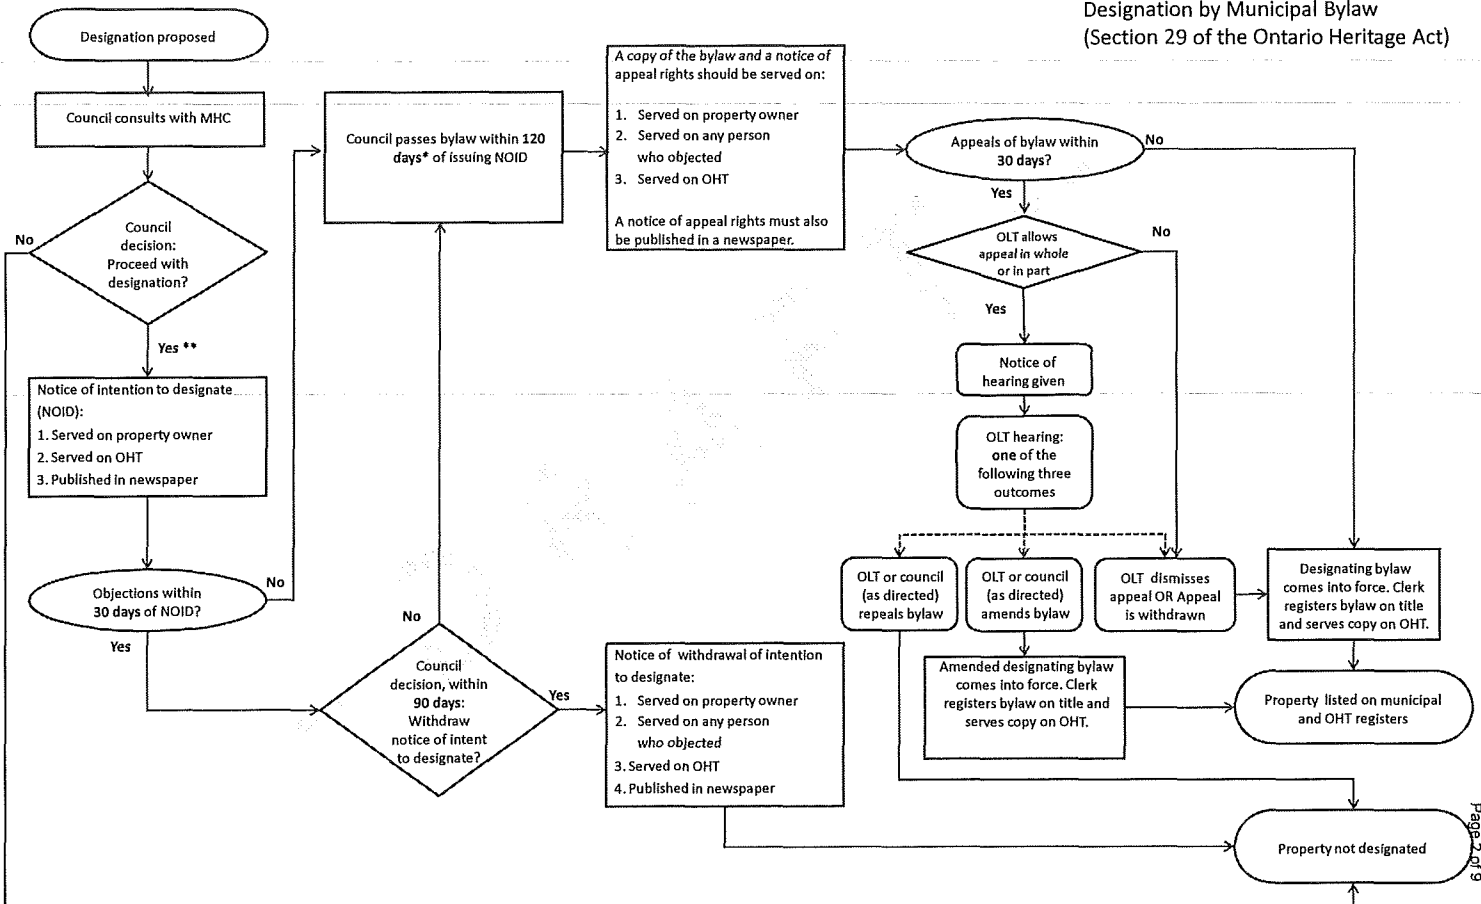 Designation by Municipal Bylaw
(Section 29 of the Ontario Heritage Act)
Designation proposed
Council consults with MHC
Council
decision:
Proceed with
designation?
No
Yes **
Notice of intention to designate
(NOID):
1. Served on property owner
2. Served on OHT
3. Published in newspaper
Objections within
30 days of NOID?
No
Yes
Council passes bylaw within 120
days* of issuing NOID
No
Council
decision, within
90 days:
Withdraw
notice of intent
to designate?
Yes
A copy of the bylaw and a notice of
appeal rights should be served on:
1. Served on property owner
2. Served on any person
who objected
3. Served on OHT
A notice of appeal rights must also
be published in a newspaper.
Notice of withdrawal of intention
to designate:
1. Served on property owner
2. Served on any person
who objected
3. Served on OHT
4. Published in newspaper
Appeals of bylaw within
30 days?
No
Yes
OLT allows
appeal in whole
or in part
No
Yes
Notice of
hearing given
OLT hearing:
one of the
following three
outcomes
OLT or council
(as directed)
repeals bylaw
OLT or council
(as directed)
amends bylaw
OLT dismisses
appeal OR Appeal
is withdrawn
Designating bylaw
comes into force. Clerk
registers bylaw on title
and serves copy on OHT.
Amended designating bylaw
comes into force. Clerk
registers bylaw on title and
serves copy on OHT.
Property listed on municipal
and OHT registers
Property not designated
Page 2 of 9